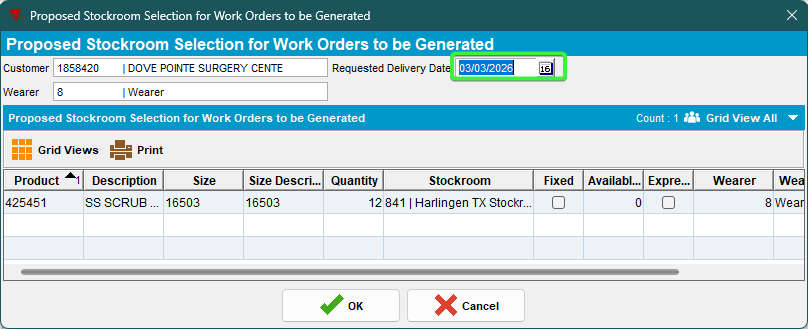 Proposed Stockroom Selection for Work Orders to be Generated
Proposed Stockroom Selection for Work Orders to be Generated
Customer 1858420 | DOVE POINTE SURGERY CENTE Requested Delivery Date 03/03/2026 16
Wearer 8 | Wearer
Proposed Stockroom Selection for Work Orders to be Generated Count : 1 Grid View All
Grid Views Print
Product 1 Description Size Size Descri... Quantity Stockroom Fixed Availabl... Expre... Wearer Wea
425451 SS SCRUB ... 16503 16503 12 841 | Harlingen TX Stockr... 0 8 Wear
OK Cancel